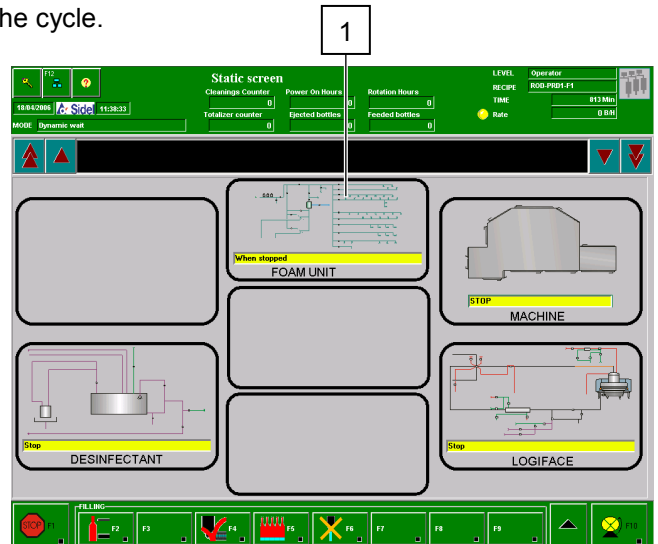 he cycle.
1
F12
?
Static screen
Cleanings Counter Power On Hours Rotation Hours
0 0 0
Totalizer counter Ejected bottles Feeded bottles
0 0 0
LEVEL Operator
RECIPE ROB-PRD1-F1
TIME 813 Min
Rate 0 B/H
18/04/2006 Sidel 11:38:33
MODE Dynamic wait
0.0.0
When stopped
FOAM UNIT
STOP
MACHINE
Stop
DESINFECTANT
Stop
LOGIFACE
FILLING
STOP F1 F2 F3 F4 F5 F6 F7 F8 F9 F10